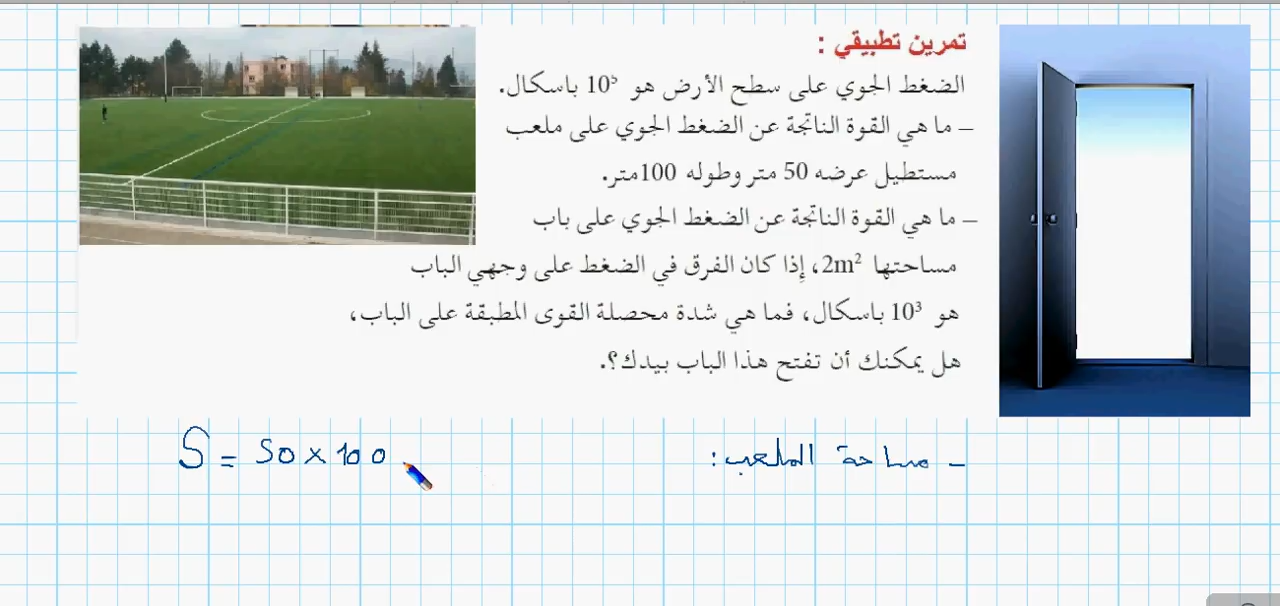 تمرين تطبيقي :
الضغط الجوي على سطح الأرض هو 10⁵ باسكال.
– ما هي القوة الناتجة عن الضغط الجوي على ملعب
مستطيل عرضه 50 متر وطوله 100متر.
– ما هي القوة الناتجة عن الضغط الجوي على باب
مساحتها 2m²، إذا كان الفرق في الضغط على وجهي الباب
هو 10³ باسكال، فما هي شدة محصلة القوى المطبقة على الباب،
هل يمكنك أن تفتح هذا الباب بيدك؟.
– مساحة الملعب :
S = 50 × 100